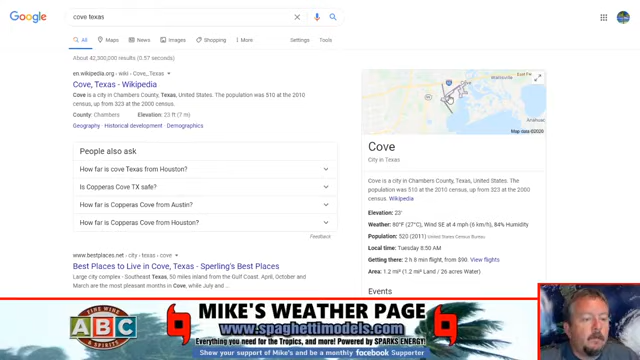 Google
cove texas
All
Maps
News
Images
Shopping
More
Settings
Tools
About 42,300,000 results (0.57 seconds)
en.wikipedia.org › wiki › Cove,_Texas
Cove, Texas - Wikipedia
Cove is a city in Chambers County, Texas, United States. The population was 510 at the 2010
census, up from 323 at the 2000 census.
County: Chambers Elevation: 23 ft (7 m)
Geography · Historical development · Demographics
People also ask
How far is cove Texas from Houston?
Is Copperas Cove TX safe?
How far is Copperas Cove from Austin?
How far is Copperas Cove from Houston?
Feedback
www.bestplaces.net › city › texas › cove
Best Places to Live in Cove, Texas - Sperling's Best Places
Large city complex - Southeast Texas, 50 miles inland from the Gulf Coast. April, October and
March are the most pleasant months in Cove, while July and ...
Cove
Map data ©2020
Cove
City in Texas
Cove is a city in Chambers County, Texas, United States. The
population was 510 at the 2010 census, up from 323 at the 2000
census. Wikipedia
Elevation: 23'
Weather: 80°F (27°C), Wind SE at 4 mph (6 km/h), 84% Humidity
Population: 520 (2011) United States Census Bureau
Local time: Tuesday 8:50 AM
Getting there: 2 h 8 min flight, from $90. View flights
Area: 1.2 mi² (1.2 mi² Land / 26 acres Water)
Events
FINE WINE
ABC
& SPIRITS
MIKE'S WEATHER PAGE
www.spaghettimodels.com
Everything you need for the Tropics, and more! Powered by SPARKS ENERGY!
Show your support of Mike's and be a monthly facebook Supporter